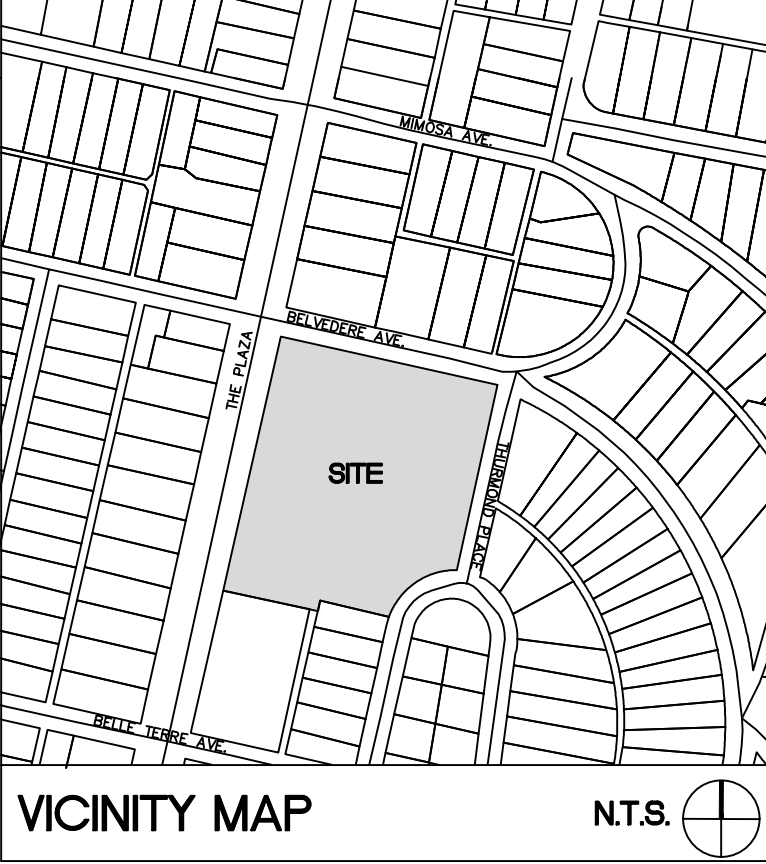 MIMOSA AVE.
BELVEDERE AVE.
THE PLAZA
SITE
THURMOND PLACE
BELLE TERRE AVE.
VICINITY MAP
N.T.S.